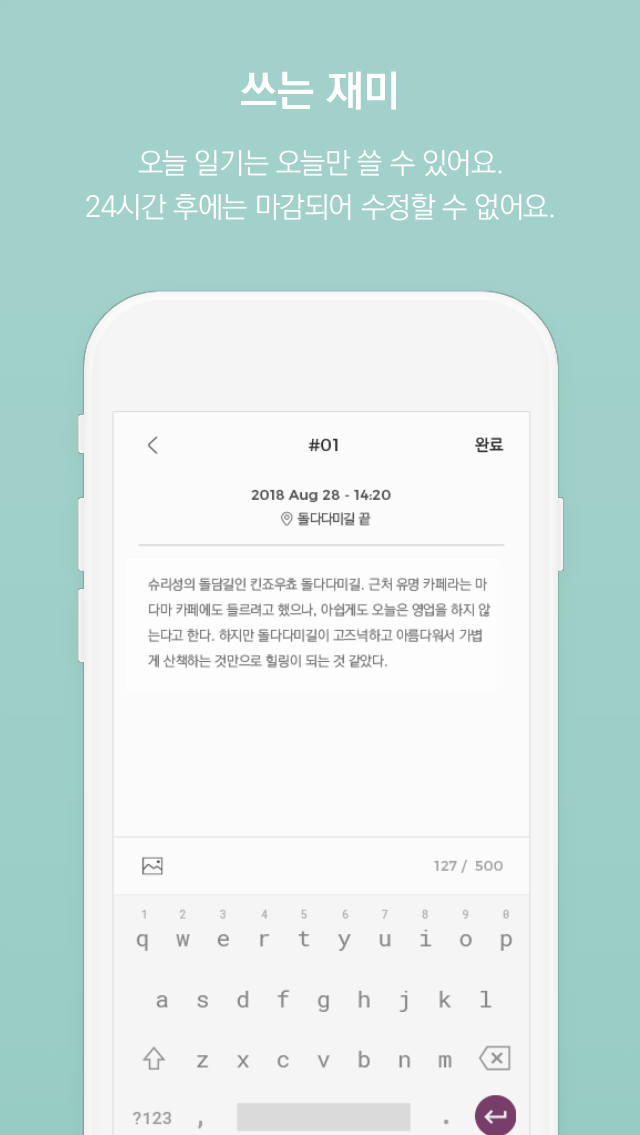 쓰는 재미
오늘 일기는 오늘만 쓸 수 있어요.
24시간 후에는 마감되어 수정할 수 없어요.
#01 완료
2018 Aug 28 - 14:20
돌다다미길 끝
슈리성의 돌담길인 킨죠우쵸 돌다다미길. 근처 유명 카페라는 마
다마 카페에도 들르려고 했으나, 아쉽게도 오늘은 영업을 하지 않
는다고 한다. 하지만 돌다다미길이 고즈넉하고 아름다워서 가볍
게 산책하는 것만으로 힐링이 되는 것 같았다.
127 / 500
1 2 3 4 5 6 7 8 9 0
q w e r t y u i o p
a s d f g h j k l
z x c v b n m
?123 , .